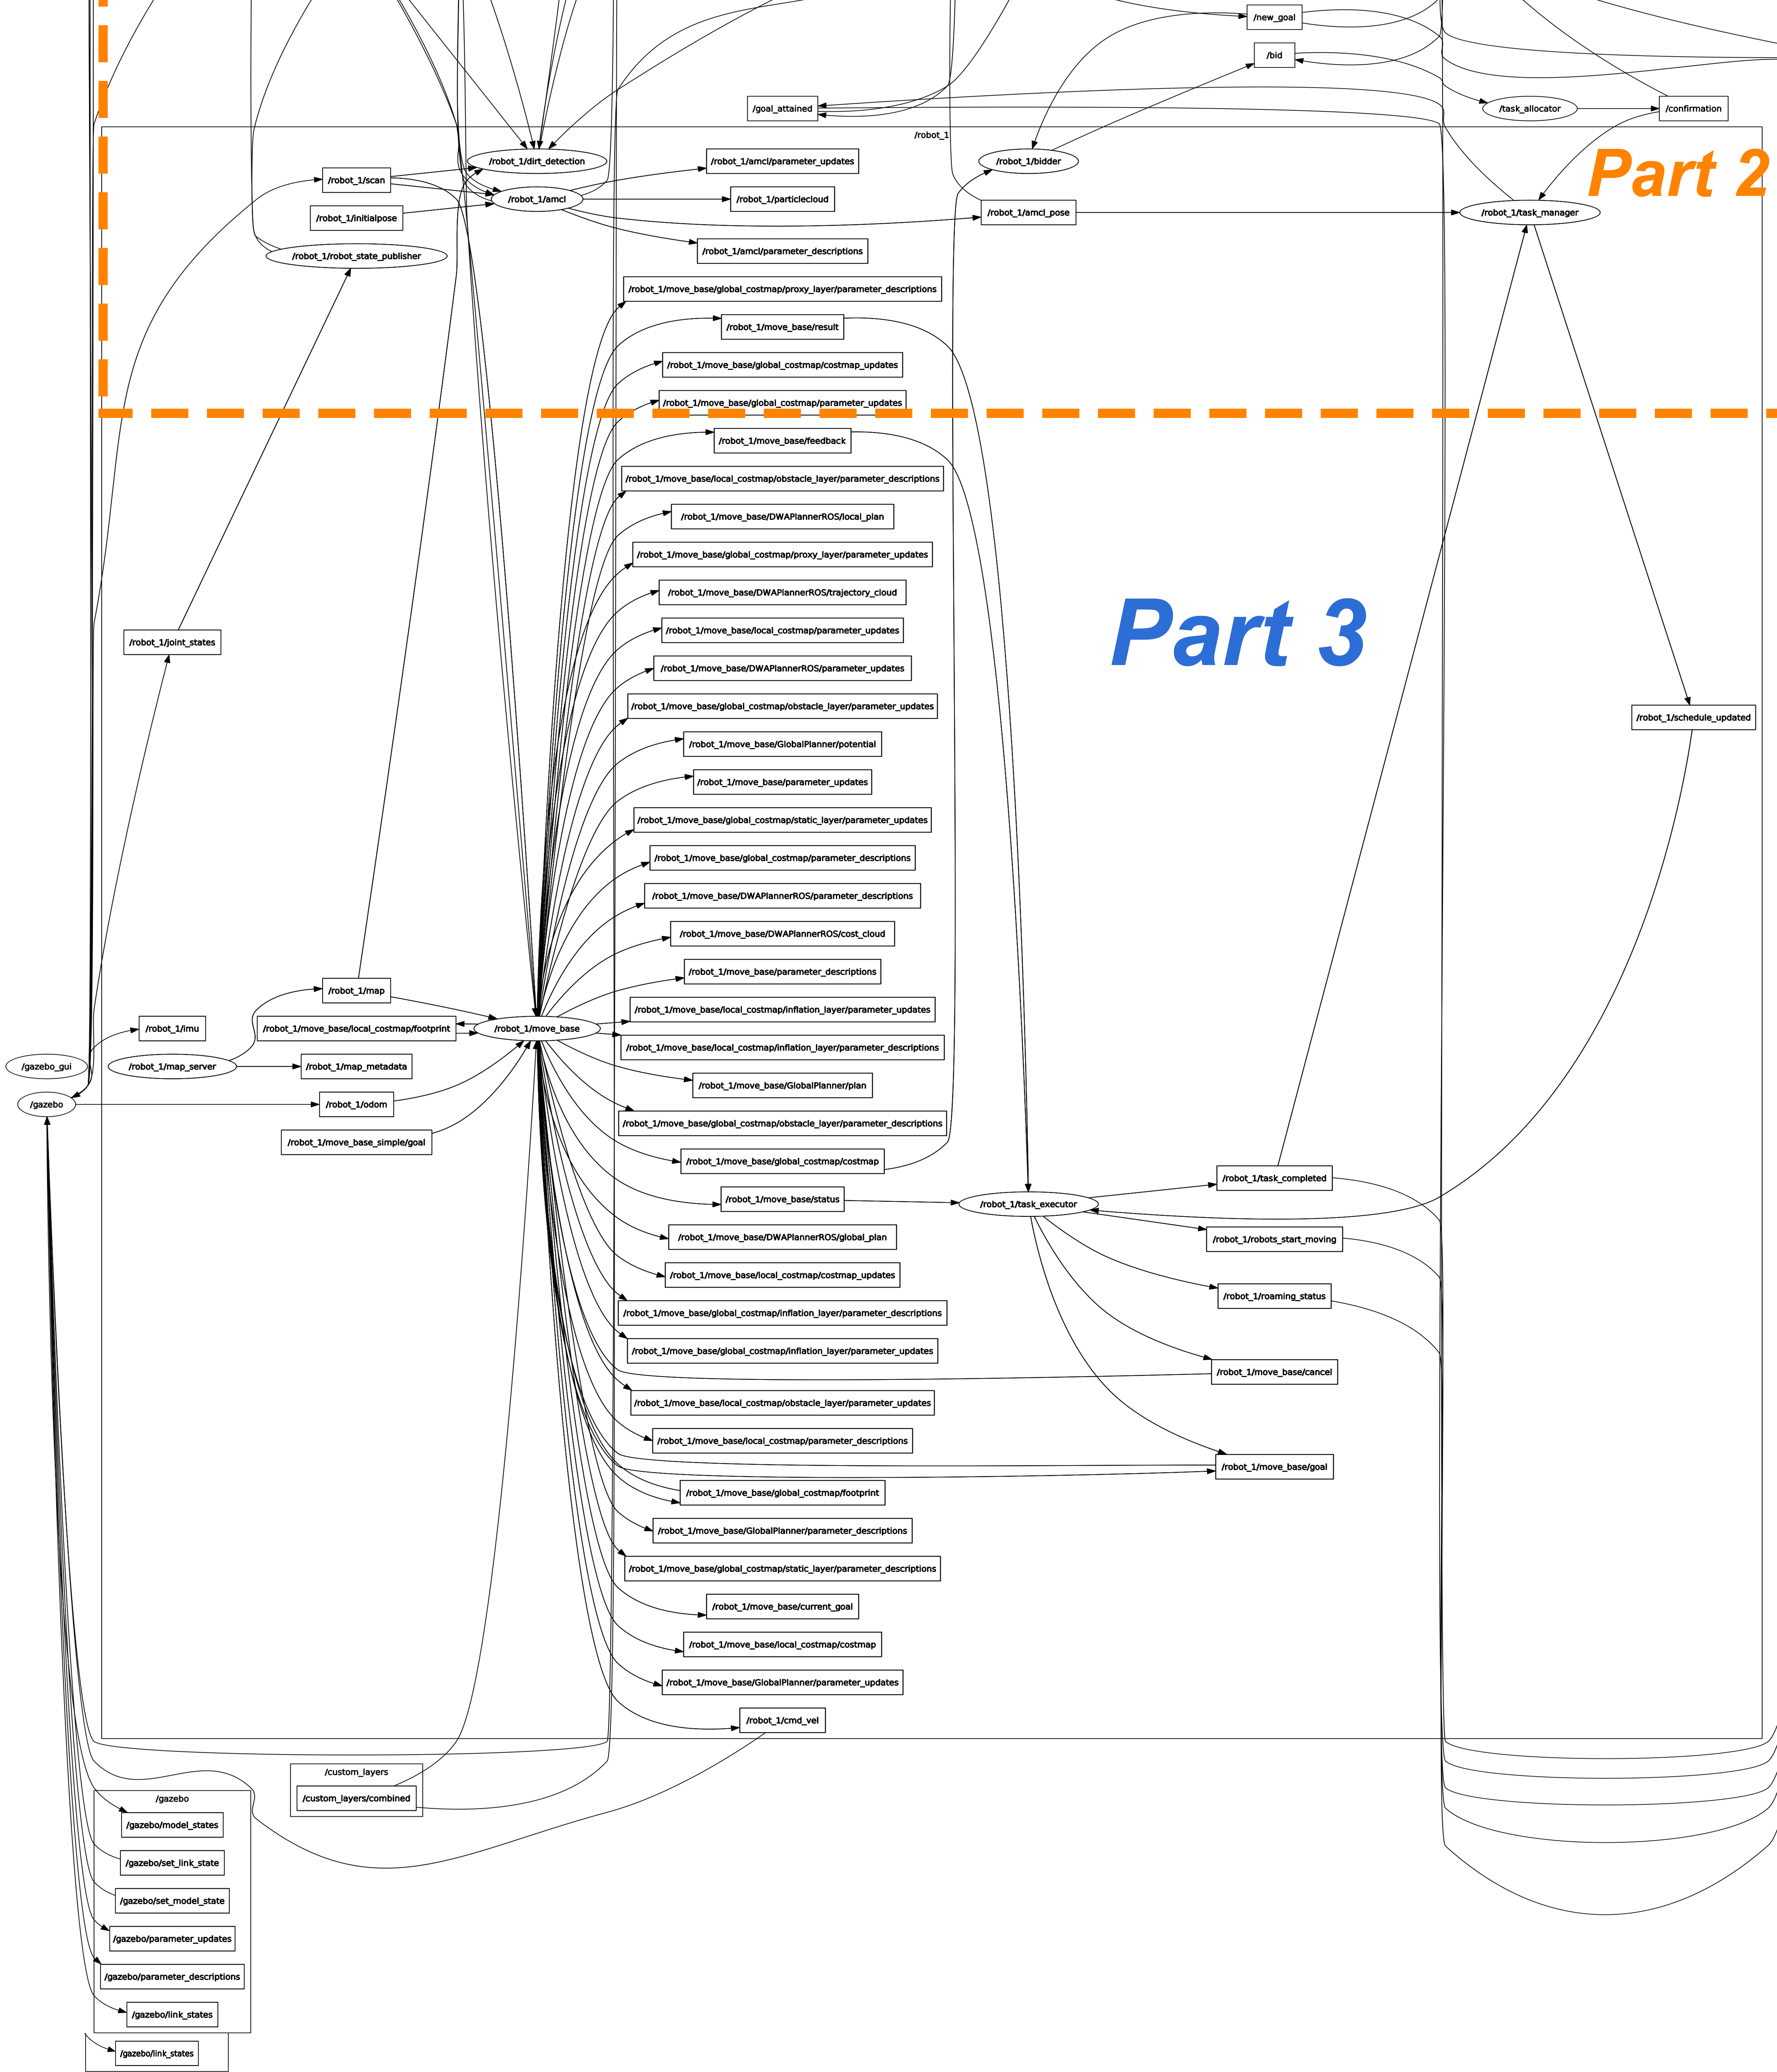 /new_goal
/bid
/goal_attained
/task_allocator
/confirmation
/robot_1
/robot_1/dirt_detection
/robot_1/amcl/parameter_updates
/robot_1/bidder
Part 2
/robot_1/scan
/robot_1/amcl
/robot_1/particlecloud
/robot_1/initialpose
/robot_1/amcl_pose
/robot_1/task_manager
/robot_1/amcl/parameter_descriptions
/robot_1/robot_state_publisher
/robot_1/move_base/global_costmap/proxy_layer/parameter_descriptions
/robot_1/move_base/result
/robot_1/move_base/global_costmap/costmap_updates
/robot_1/move_base/global_costmap/parameter_updates
/robot_1/move_base/feedback
/robot_1/move_base/local_costmap/obstacle_layer/parameter_descriptions
/robot_1/move_base/DWAPlannerROS/local_plan
/robot_1/move_base/global_costmap/proxy_layer/parameter_updates
/robot_1/move_base/DWAPlannerROS/trajectory_cloud
Part 3
/robot_1/joint_states
/robot_1/move_base/local_costmap/parameter_updates
/robot_1/move_base/DWAPlannerROS/parameter_updates
/robot_1/move_base/global_costmap/obstacle_layer/parameter_updates
/robot_1/schedule_updated
/robot_1/move_base/GlobalPlanner/potential
/robot_1/move_base/parameter_updates
/robot_1/move_base/global_costmap/static_layer/parameter_updates
/robot_1/move_base/global_costmap/parameter_descriptions
/robot_1/move_base/DWAPlannerROS/parameter_descriptions
/robot_1/move_base/DWAPlannerROS/cost_cloud
/robot_1/move_base/parameter_descriptions
/robot_1/map
/robot_1/move_base/local_costmap/inflation_layer/parameter_updates
/robot_1/imu
/robot_1/move_base/local_costmap/footprint
/robot_1/move_base
/robot_1/move_base/local_costmap/inflation_layer/parameter_descriptions
/gazebo_gui
/robot_1/map_server
/robot_1/map_metadata
/robot_1/move_base/GlobalPlanner/plan
/gazebo
/robot_1/odom
/robot_1/move_base/global_costmap/obstacle_layer/parameter_descriptions
/robot_1/move_base_simple/goal
/robot_1/move_base/global_costmap/costmap
/robot_1/task_completed
/robot_1/move_base/status
/robot_1/task_executor
/robot_1/move_base/DWAPlannerROS/global_plan
/robot_1/robots_start_moving
/robot_1/move_base/local_costmap/costmap_updates
/robot_1/roaming_status
/robot_1/move_base/global_costmap/inflation_layer/parameter_descriptions
/robot_1/move_base/global_costmap/inflation_layer/parameter_updates
/robot_1/move_base/cancel
/robot_1/move_base/local_costmap/obstacle_layer/parameter_updates
/robot_1/move_base/local_costmap/parameter_descriptions
/robot_1/move_base/goal
/robot_1/move_base/global_costmap/footprint
/robot_1/move_base/GlobalPlanner/parameter_descriptions
/robot_1/move_base/global_costmap/static_layer/parameter_descriptions
/robot_1/move_base/current_goal
/robot_1/move_base/local_costmap/costmap
/robot_1/move_base/GlobalPlanner/parameter_updates
/robot_1/cmd_vel
/custom_layers
/custom_layers/combined
/gazebo
/gazebo/model_states
/gazebo/set_link_state
/gazebo/set_model_state
/gazebo/parameter_updates
/gazebo/parameter_descriptions
/gazebo/link_states
/gazebo/link_states